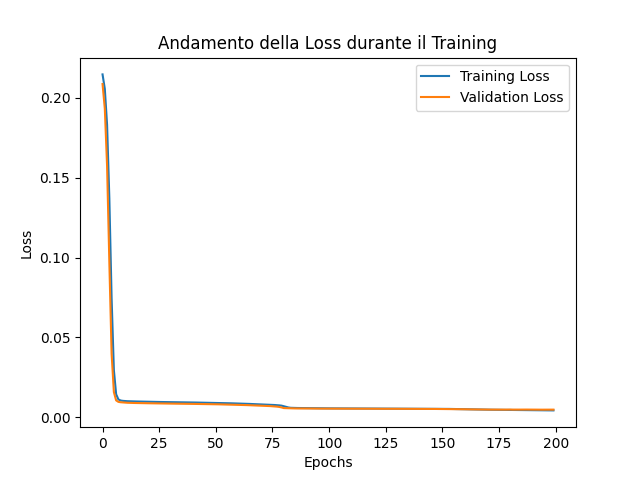 Andamento della Loss durante il Training
Training Loss
Validation Loss
0.20
0.15
0.10
0.05
0.00
Loss
0 25 50 75 100 125 150 175 200
Epochs